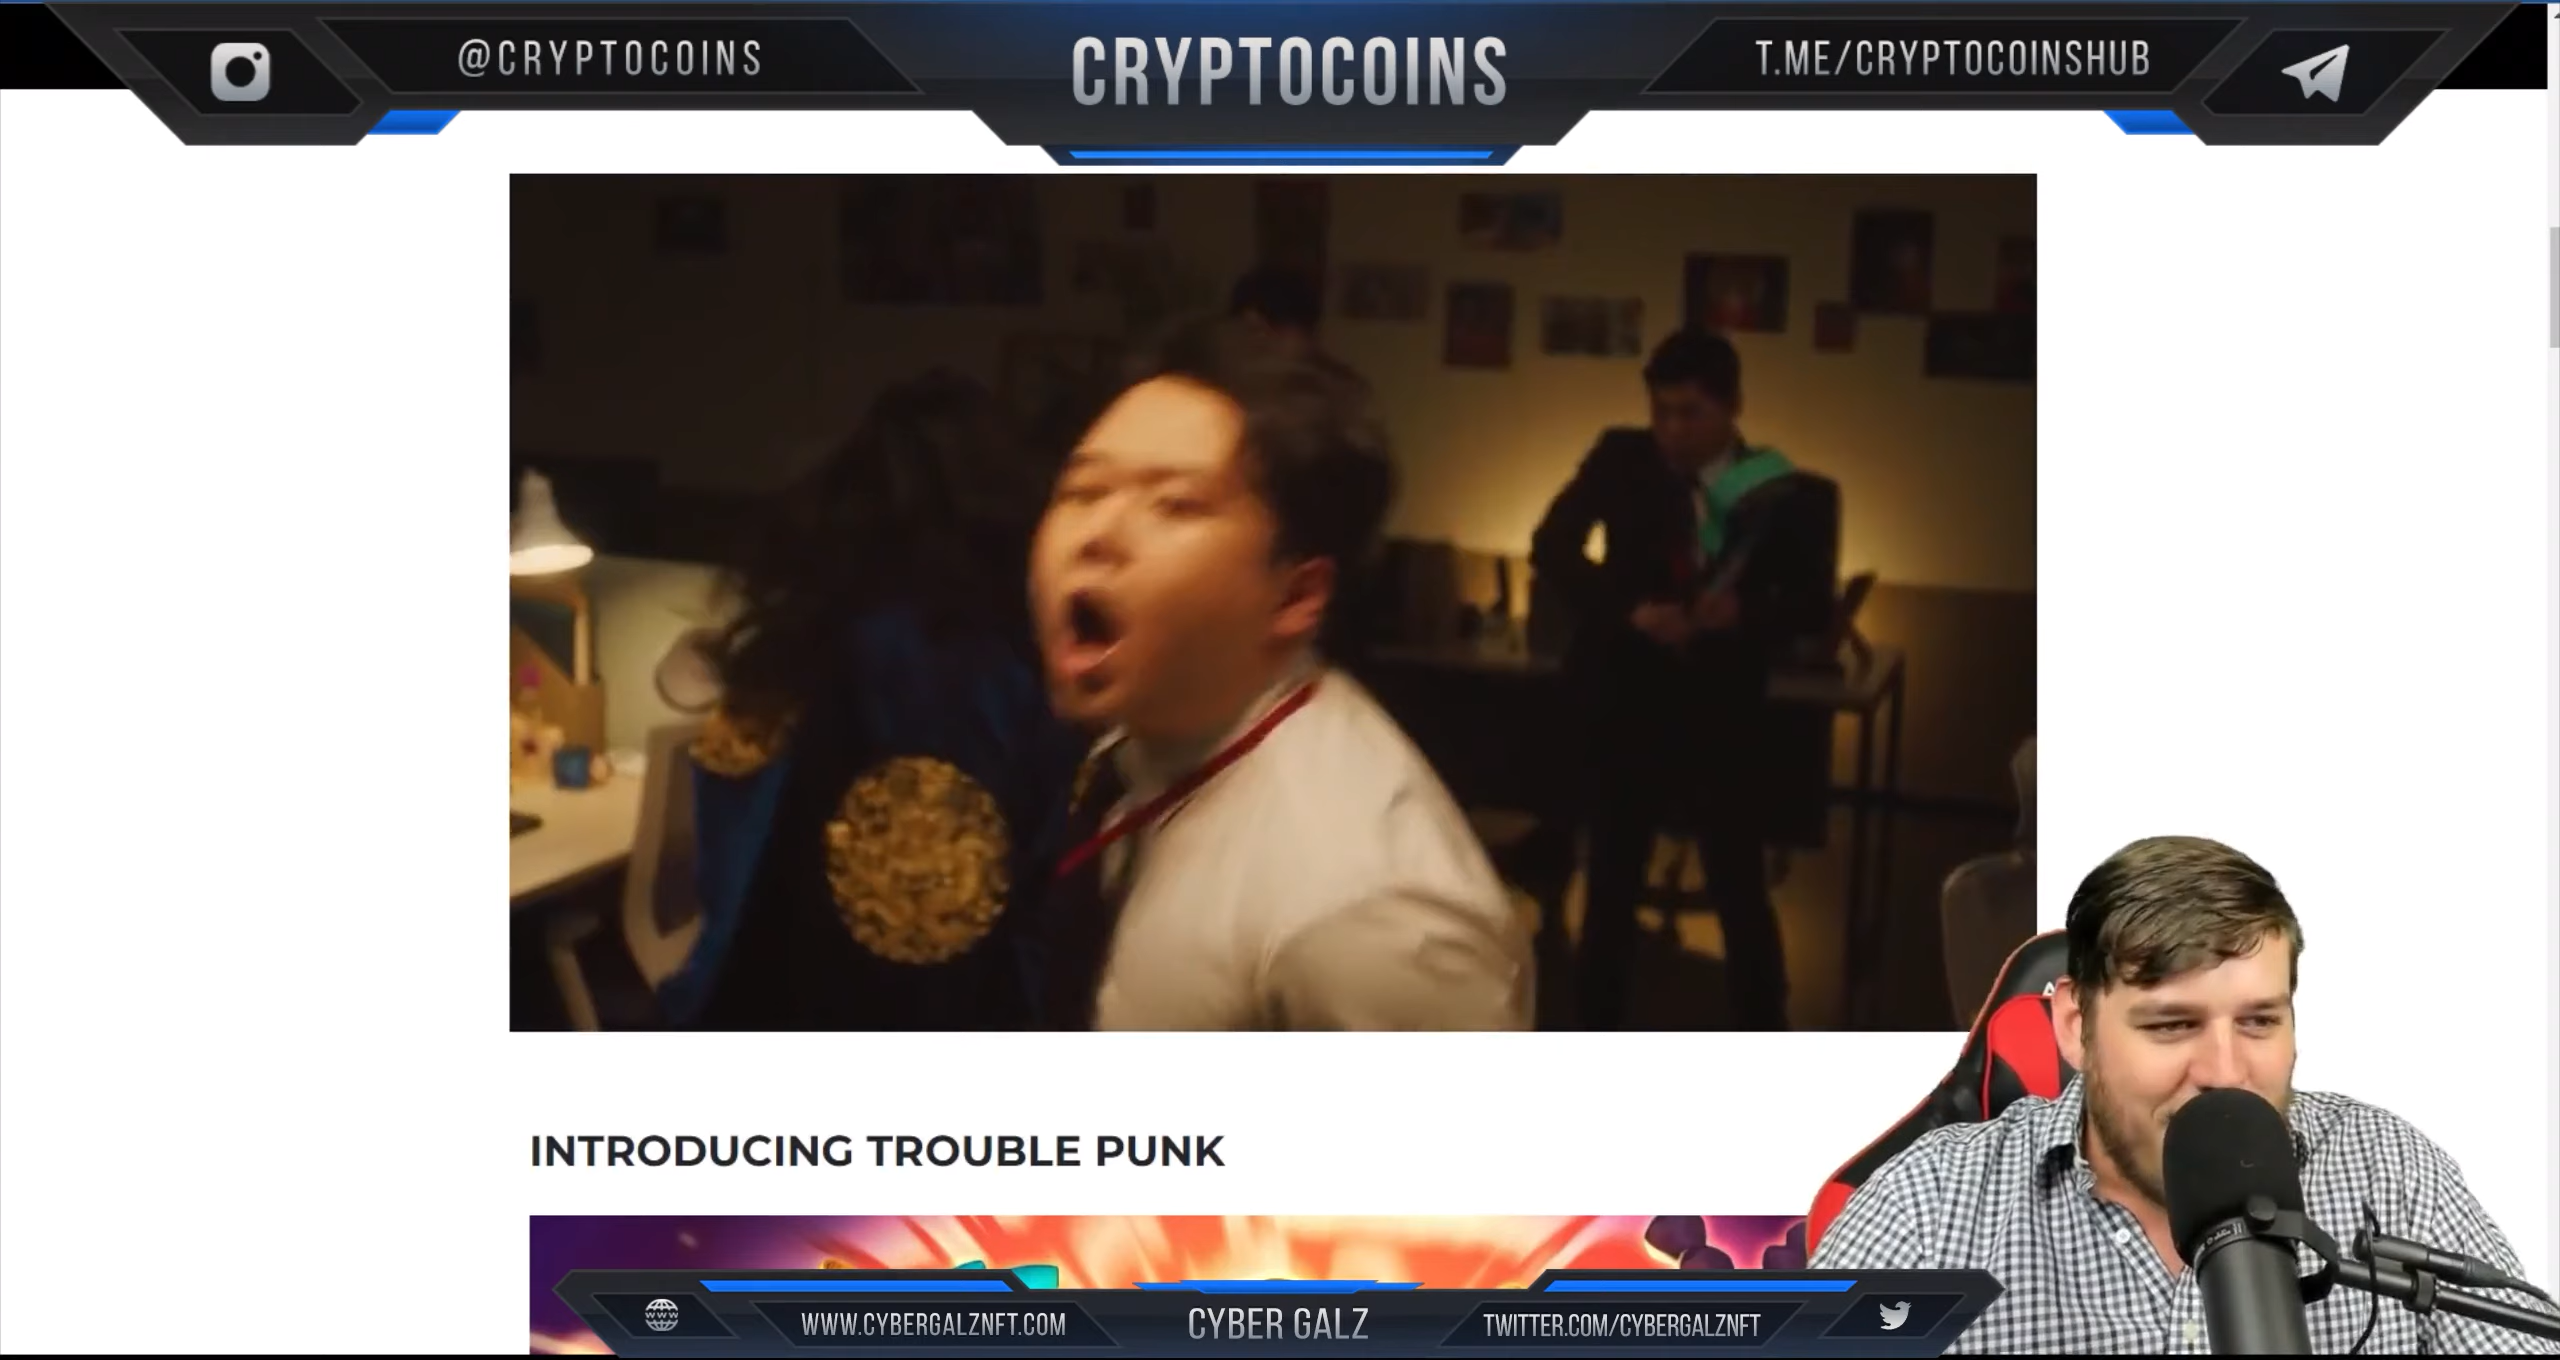 @CRYPTOCOINS
CRYPTOCOINS
T.ME/CRYPTOCOINSHUB
INTRODUCING TROUBLE PUNK
WWW.CYBERGALZNFT.COM
CYBER GALZ
TWITTER.COM/CYBERGALZNFT